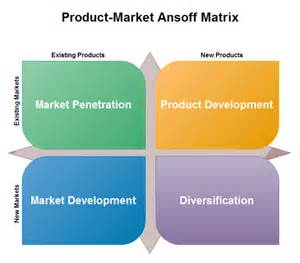 Product-Market Ansoff Matrix
Existing Products
New Products
Existing Markets
Market Penetration
Product Development
New Markets
Market Development
Diversification